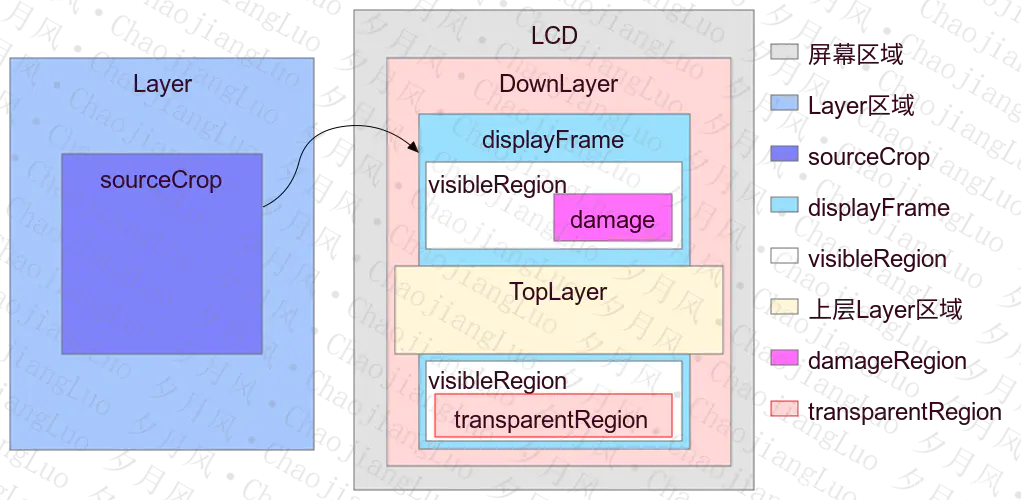 LCD
Layer
DownLayer
sourceCrop
displayFrame
visibleRegion
damage
TopLayer
visibleRegion
transparentRegion
屏幕区域
Layer区域
sourceCrop
displayFrame
visibleRegion
上层Layer区域
damageRegion
transparentRegion
夕月风・ChaojiangLuo